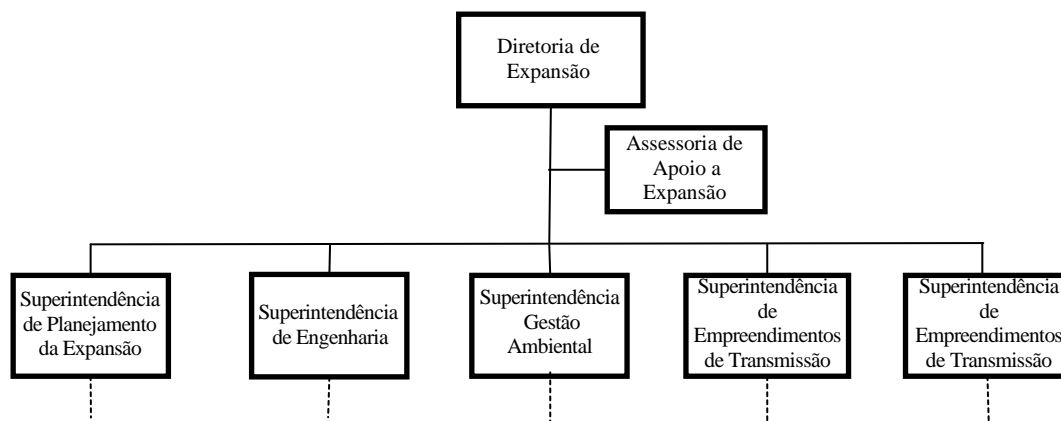 Diretoria de
Expansão
Assessoria de
Apoio a
Expansão
Superintendência
de Planejamento
da Expansão
Superintendência
de Engenharia
Superintendência
Gestão
Ambiental
Superintendência
de
Empreendimentos
de Transmissão
Superintendência
de
Empreendimentos
de Transmissão